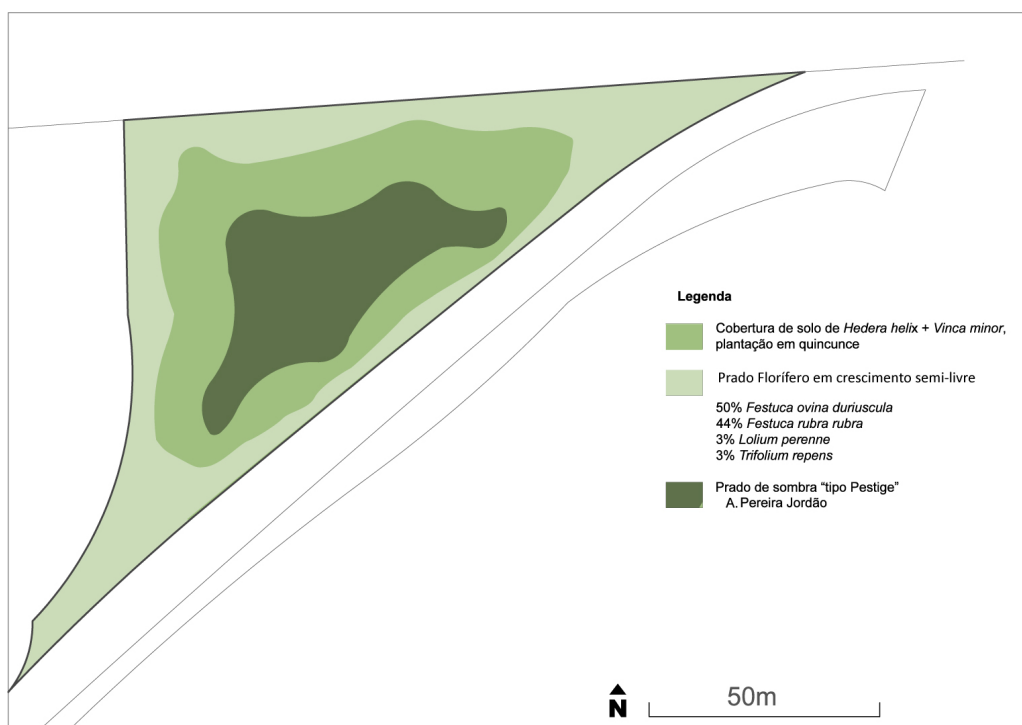 Legenda
Cobertura de solo de Hedera helix + Vinca minor,
plantação em quincunce
Prado Florífero em crescimento semi-livre
50% Festuca ovina duriuscula
44% Festuca rubra rubra
3% Lolium perenne
3% Trifolium repens
Prado de sombra “tipo Pestige”
A. Pereira Jordão
N
50m